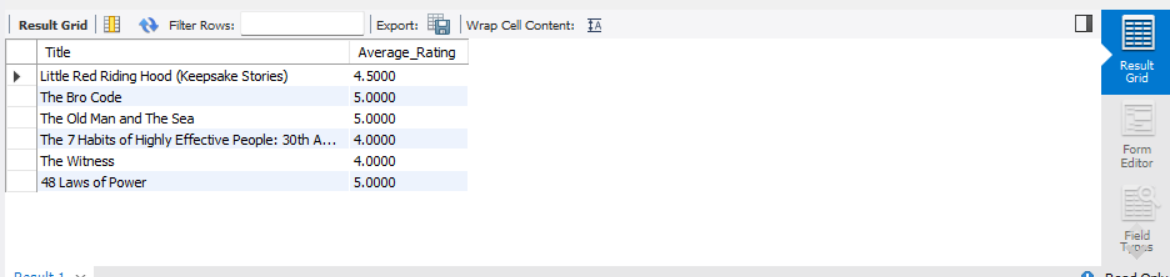 Result Grid Filter Rows: Export: Wrap Cell Content: IA
Title Average_Rating
Little Red Riding Hood (Keepsake Stories) 4.5000
The Bro Code 5.0000
The Old Man and The Sea 5.0000
The 7 Habits of Highly Effective People: 30th A... 4.0000
The Witness 4.0000
48 Laws of Power 5.0000
Result
Grid
Form
Editor
Field
Types
Result 1
Read Only